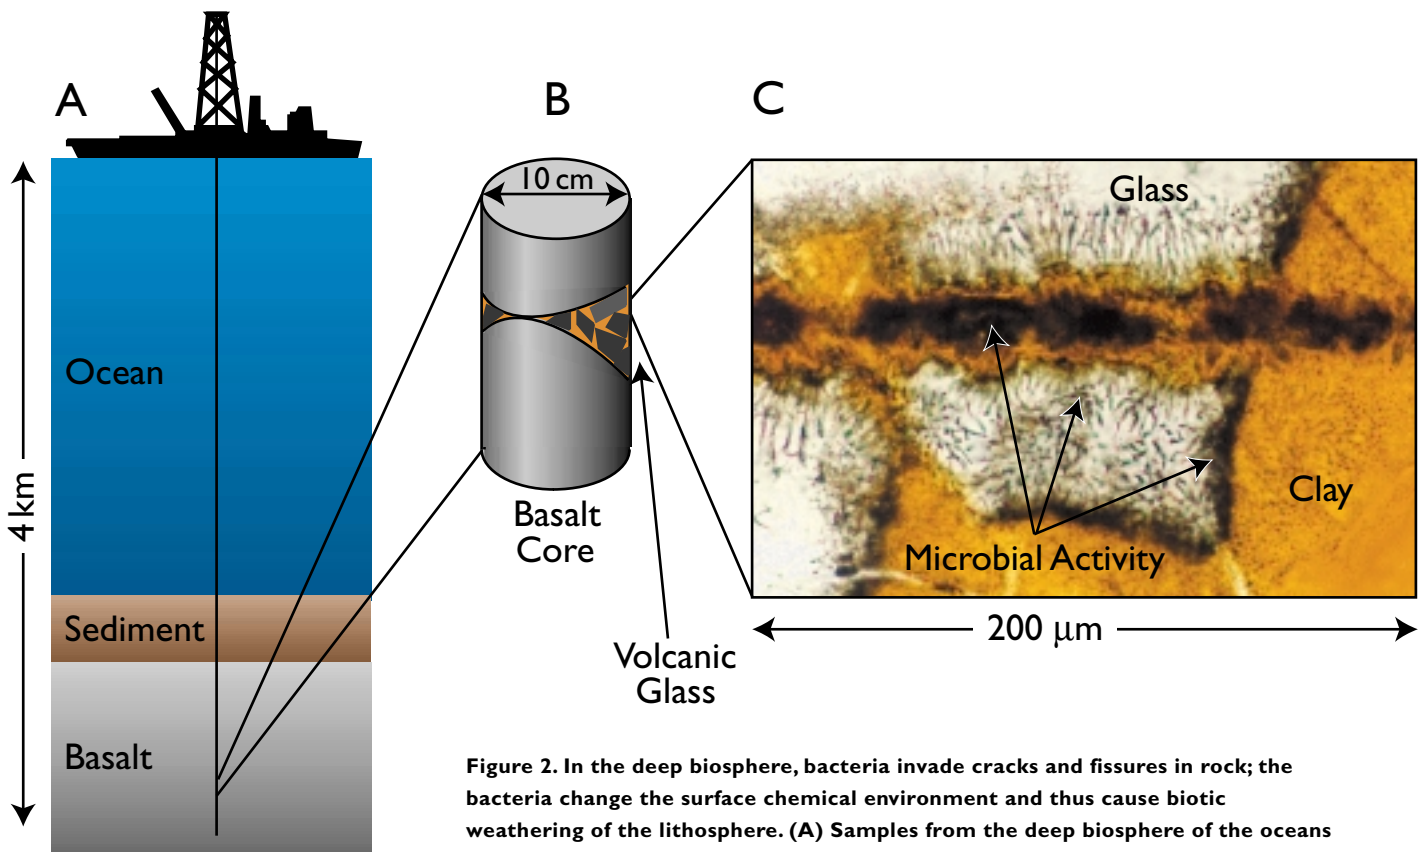 A
B
C
10 cm
Glass
Ocean
4 km
Clay
Basalt
Core
Microbial Activity
200 μm
Sediment
Volcanic
Glass
Basalt
Figure 2. In the deep biosphere, bacteria invade cracks and fissures in rock; the
bacteria change the surface chemical environment and thus cause biotic
weathering of the lithosphere. (A) Samples from the deep biosphere of the oceans